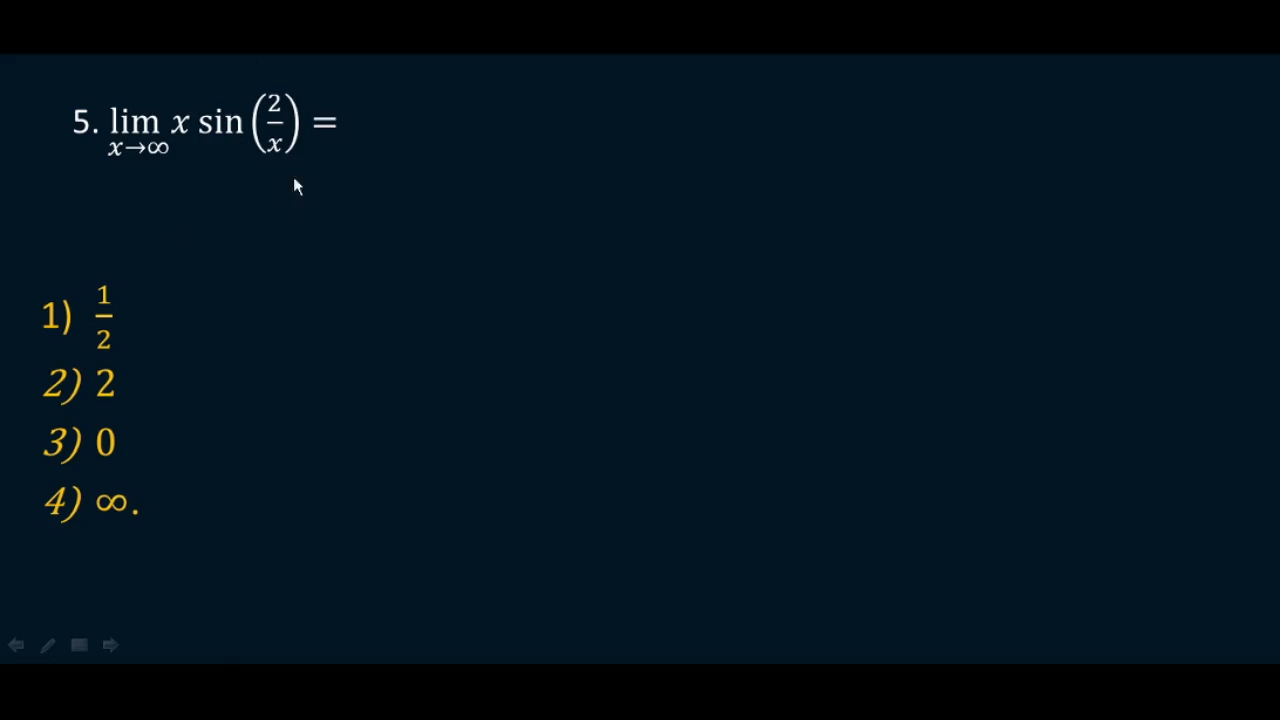 5. lim x→∞ x sin(2/x) =
1) 1/2
2) 2
3) 0
4) ∞.